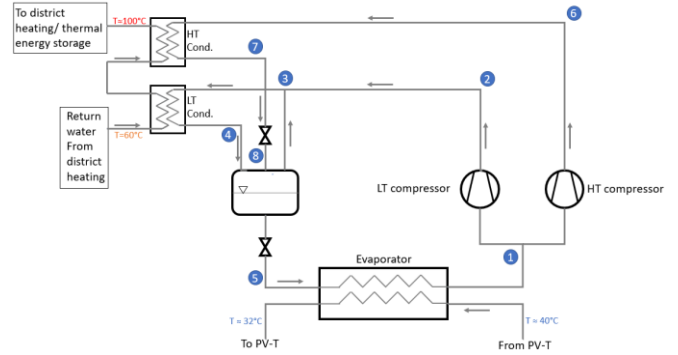 To district
heating/ thermal
energy storage
T=100°C
HT
Cond.
6
7
3
2
LT
Cond.
Return
water
From
district
heating
T=60°C
4
8
LT compressor
HT compressor
1
Evaporator
5
T = 32°C
T = 40°C
To PV-T
From PV-T